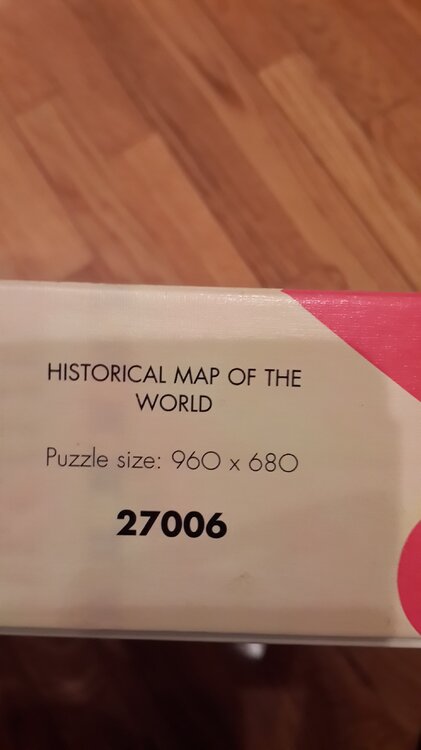 HISTORICAL MAP OF THE
WORLD
Puzzle size: 960 x 680
27006